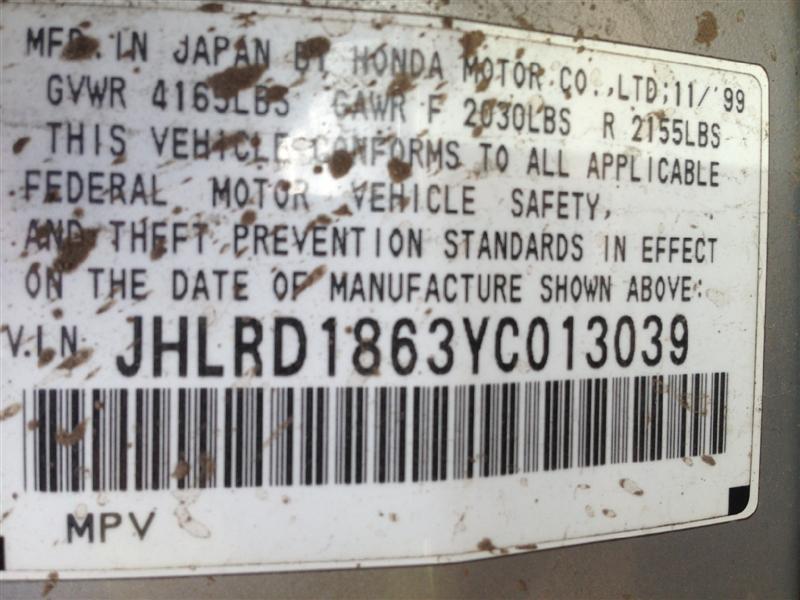 MFD. IN JAPAN BY HONDA MOTOR CO., LTD; 11/'99
GVWR 4165LBS GAWR F 2030LBS R 2155LBS
THIS VEHICLE CONFORMS TO ALL APPLICABLE
FEDERAL MOTOR VEHICLE SAFETY,
AND THEFT PREVENTION STANDARDS IN EFFECT
ON THE DATE OF MANUFACTURE SHOWN ABOVE:
V.I.N. JHLRD1863YC013039
MPV